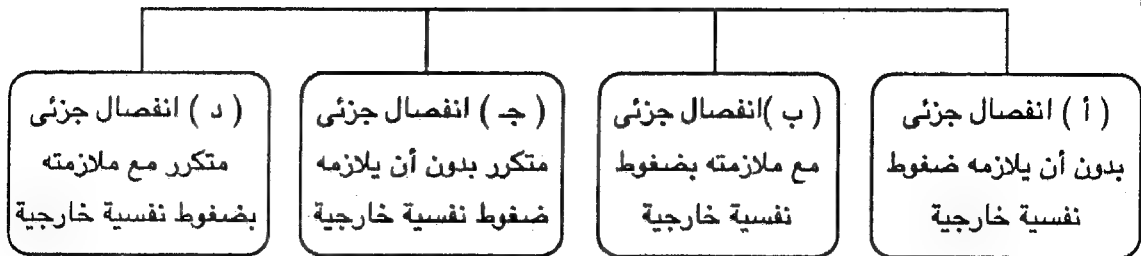 ( أ ) انفصال جزئى
بدون أن يلازمه ضغوط
نفسية خارجية
( ب )انفصال جزئى
مع ملازمته بضغوط
نفسية خارجية
( جـ ) انفصال جزئى
متكرر بدون أن يلازمه
ضغوط نفسية خارجية
( د ) انفصال جزئى
متكرر مع ملازمته
بضغوط نفسية خارجية